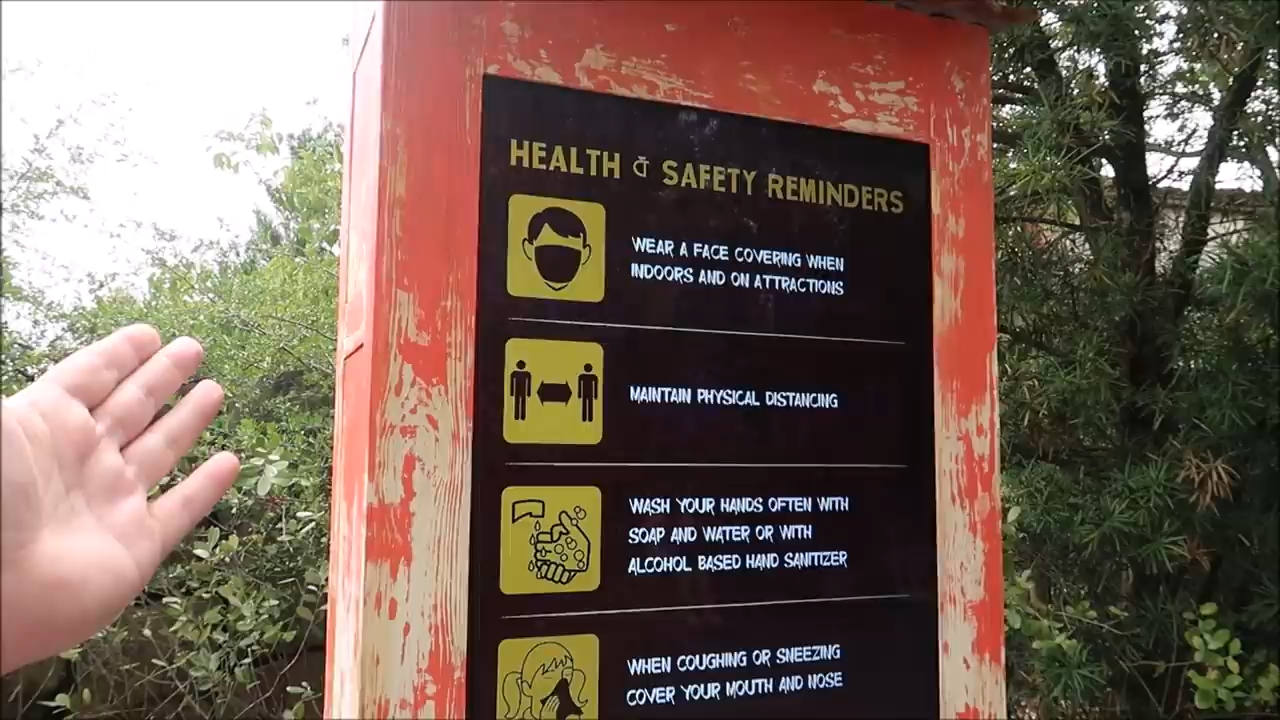 HEALTH & SAFETY REMINDERS
WEAR A FACE COVERING WHEN
INDOORS AND ON ATTRACTIONS
MAINTAIN PHYSICAL DISTANCING
WASH YOUR HANDS OFTEN WITH
SOAP AND WATER OR WITH
ALCOHOL BASED HAND SANITIZER
WHEN COUGHING OR SNEEZING
COVER YOUR MOUTH AND NOSE